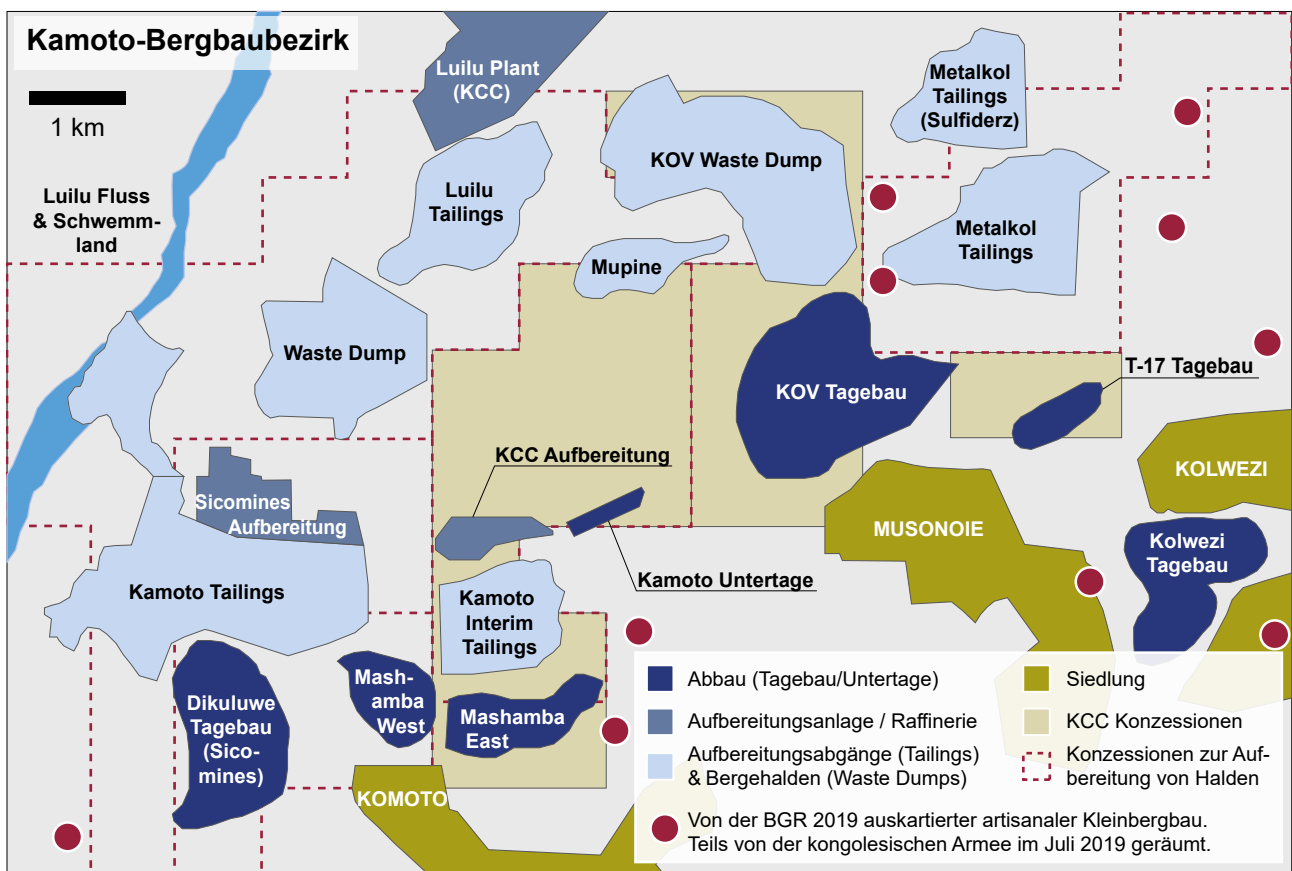 Kamoto-Bergbaubezirk
1 km
Luilu Plant
(KCC)
Metalkol
Tailings
(Sulfiderz)
KOV Waste Dump
Luilu Fluss
& Schwemm-
land
Luilu
Tailings
Metalkol
Tailings
Mupine
Waste Dump
T-17 Tagebau
KOV Tagebau
KCC Aufbereitung
KOLWEZI
Sicomines
Aufbereitung
MUSONOIE
Kolwezi
Tagebau
Kamoto Untertage
Kamoto Tailings
Kamoto
Interim
Tailings
Mash-
amba
West
Dikuluwe
Tagebau
(Sico-
mines)
Mashamba
East
KOMOTO
Abbau (Tagebau/Untertage)
Aufbereitungsanlage / Raffinerie
Aufbereitungsabgänge (Tailings)
& Bergehalden (Waste Dumps)
Siedlung
KCC Konzessionen
Konzessionen zur Auf-
bereitung von Halden
Von der BGR 2019 auskartierter artisanaler Kleinbergbau.
Teils von der kongolesischen Armee im Juli 2019 geräumt.